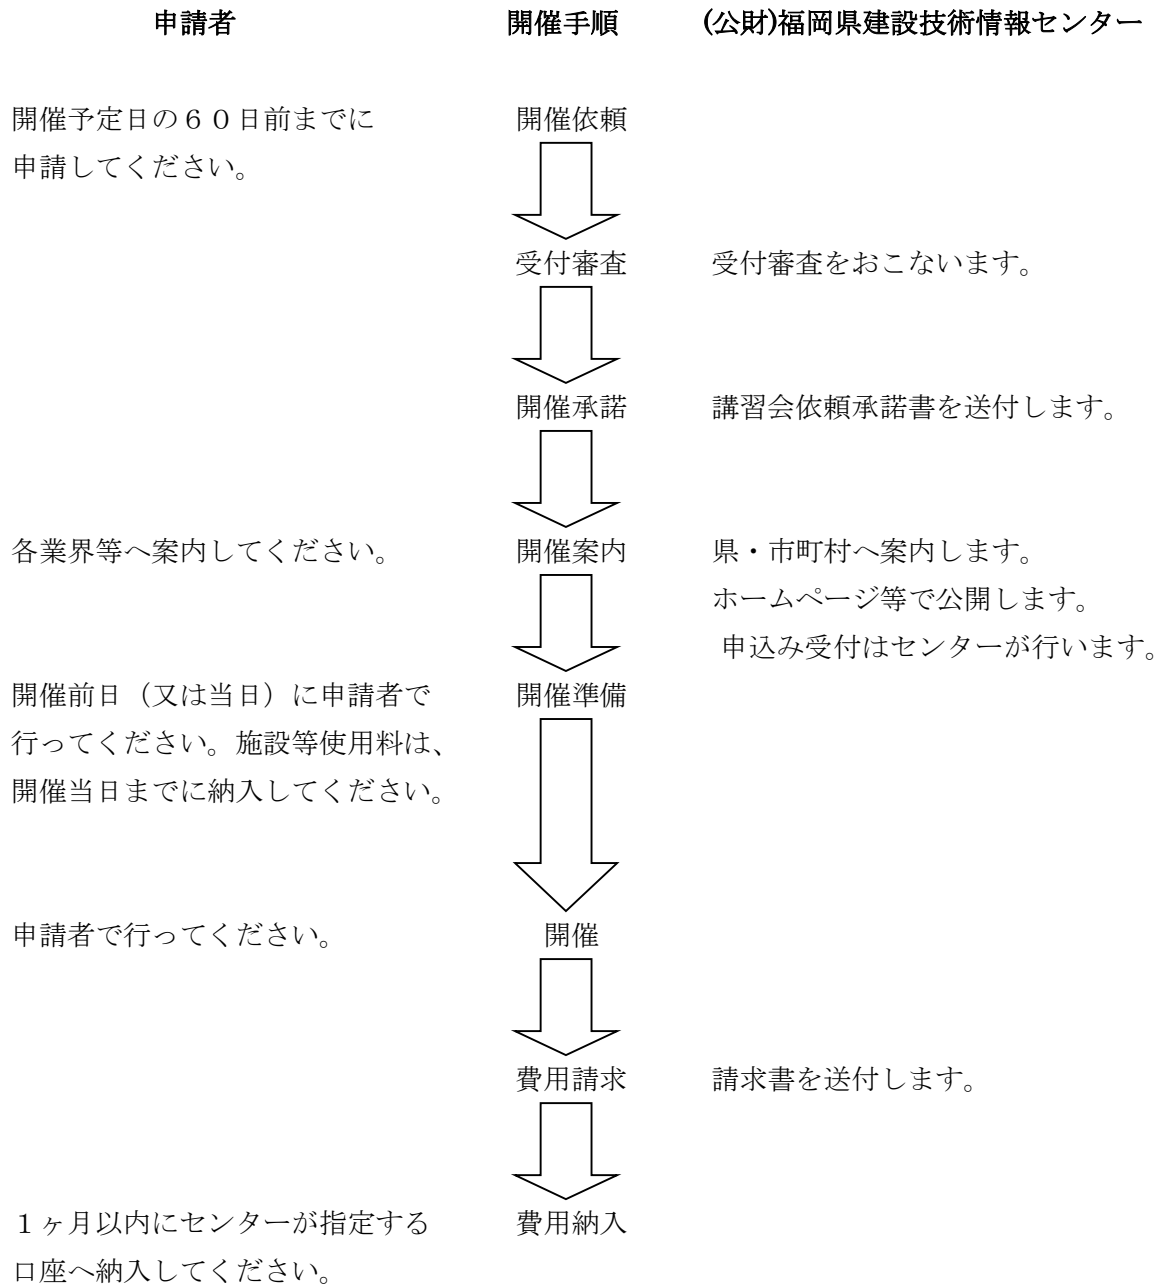 申請者 開催手順 (公財)福岡県建設技術情報センター
開催予定日の６０日前までに 開催依頼
申請してください。
受付審査 受付審査をおこないます。
開催承諾 講習会依頼承諾書を送付します。
各業界等へ案内してください。 開催案内 県・市町村へ案内します。
ホームページ等で公開します。
申込み受付はセンターが行います。
開催前日（又は当日）に申請者で 開催準備
行ってください。施設等使用料は、
開催当日までに納入してください。
申請者で行ってください。 開催
費用請求 請求書を送付します。
１ヶ月以内にセンターが指定する 費用納入
口座へ納入してください。